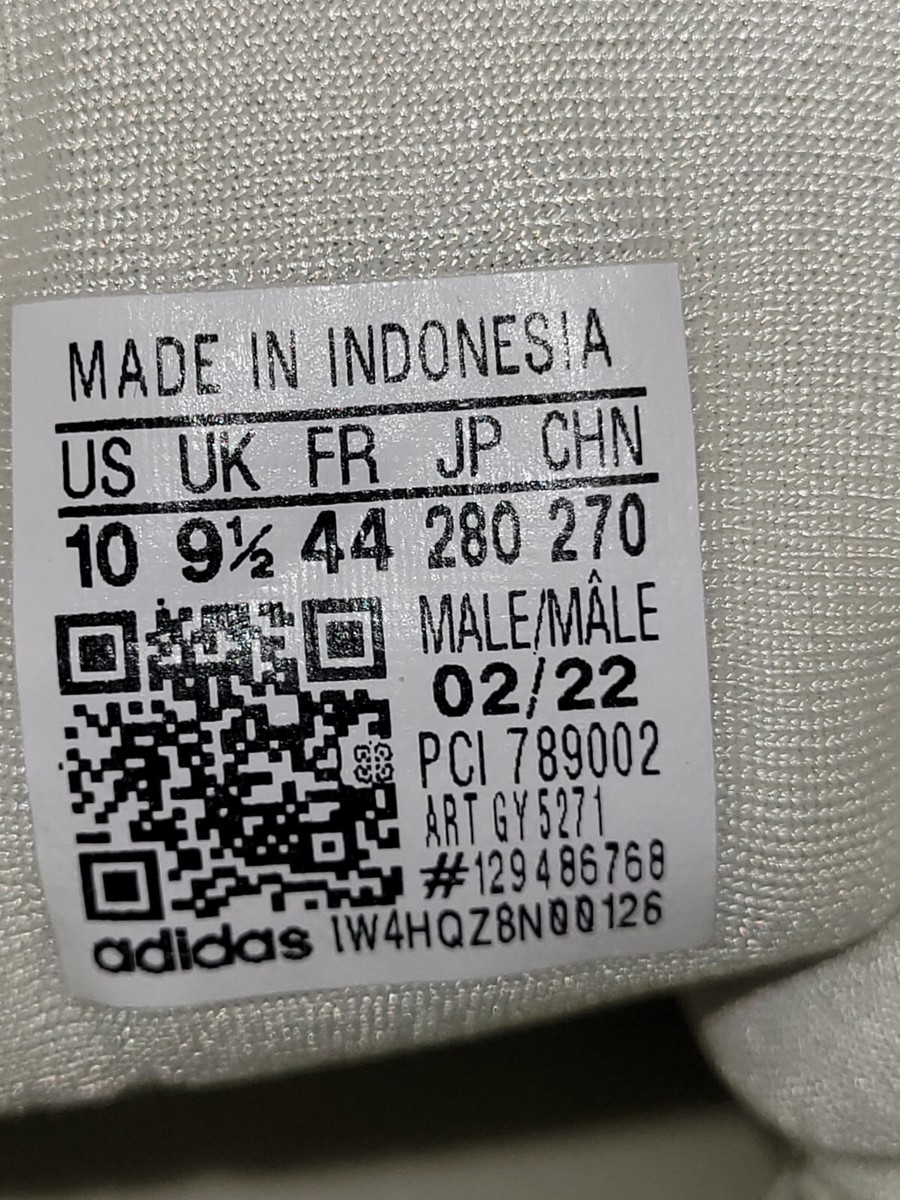 MADE IN INDONESIA
US UK FR JP CHN
10 9½ 44 280 270
MALE/MÂLE
02/22
PCI 789002
ART GY5271
#129486768
adidas 1W4HQZ8N00126